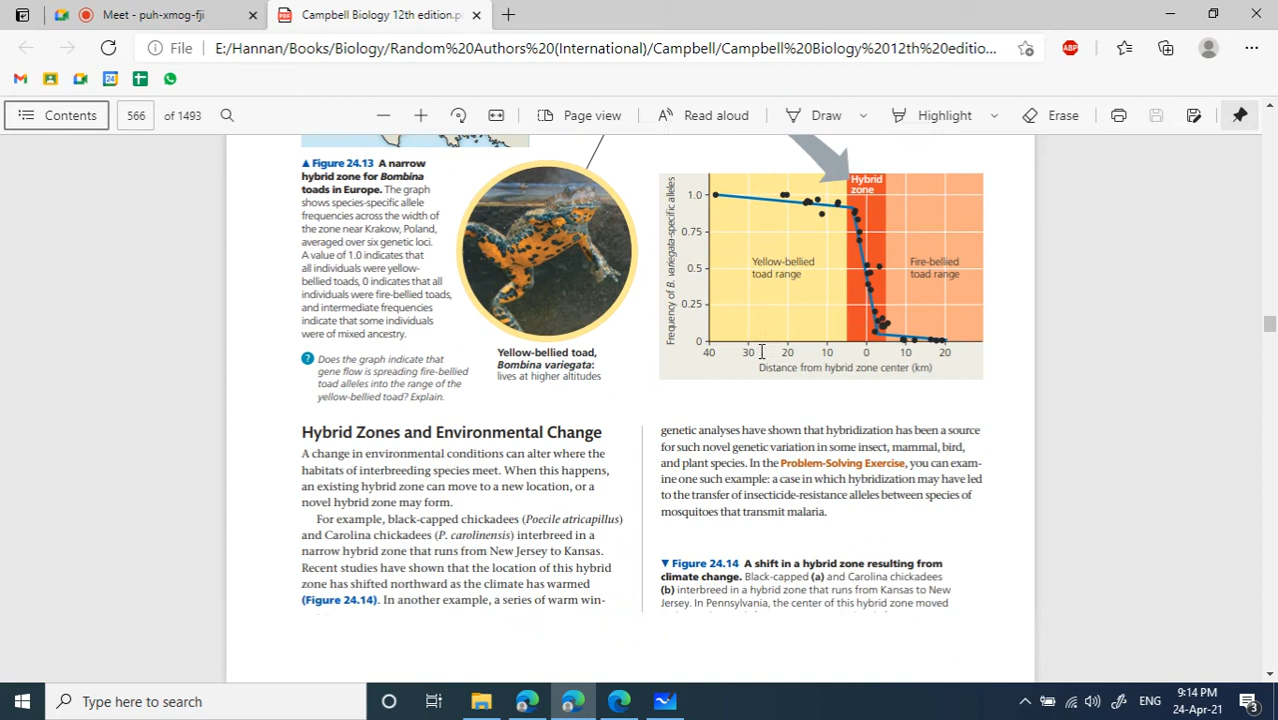 Meet - puh-xmog-fji
Campbell Biology 12th edition.p
File
E:/Hannan/Books/Biology/Random%20Authors%20(International)/Campbell/Campbell%20Biology%2012th%20editio...
ABP
Contents
566
of 1493
Page view
Read aloud
Draw
Highlight
Erase
▲ Figure 24.13 A narrow
hybrid zone for Bombina
toads in Europe. The graph
shows species-specific allele
frequencies across the width of
the zone near Krakow, Poland,
averaged over six genetic loci.
A value of 1.0 indicates that
all individuals were yellow-
bellied toads, 0 indicates that all
individuals were fire-bellied toads,
and intermediate frequencies
indicate that some individuals
were of mixed ancestry.
? Does the graph indicate that
gene flow is spreading fire-bellied
toad alleles into the range of the
yellow-bellied toad? Explain.
Yellow-bellied toad,
Bombina variegata:
lives at higher altitudes
Frequency of B. variegata-specific alleles
1.0
0.75
0.5
0.25
0
Hybrid
zone
Yellow-bellied
toad range
Fire-bellied
toad range
40 30 20 10 0 10 20
Distance from hybrid zone center (km)
Hybrid Zones and Environmental Change
A change in environmental conditions can alter where the
habitats of interbreeding species meet. When this happens,
an existing hybrid zone can move to a new location, or a
novel hybrid zone may form.
For example, black-capped chickadees (Poecile atricapillus)
and Carolina chickadees (P. carolinensis) interbreed in a
narrow hybrid zone that runs from New Jersey to Kansas.
Recent studies have shown that the location of this hybrid
zone has shifted northward as the climate has warmed
(Figure 24.14). In another example, a series of warm win-
genetic analyses have shown that hybridization has been a source
for such novel genetic variation in some insect, mammal, bird,
and plant species. In the Problem-Solving Exercise, you can exam-
ine one such example: a case in which hybridization may have led
to the transfer of insecticide-resistance alleles between species of
mosquitoes that transmit malaria.
▼ Figure 24.14 A shift in a hybrid zone resulting from
climate change. Black-capped (a) and Carolina chickadees
(b) interbreed in a hybrid zone that runs from Kansas to New
Jersey. In Pennsylvania, the center of this hybrid zone moved
Type here to search
ENG
9:14 PM
24-Apr-21
3